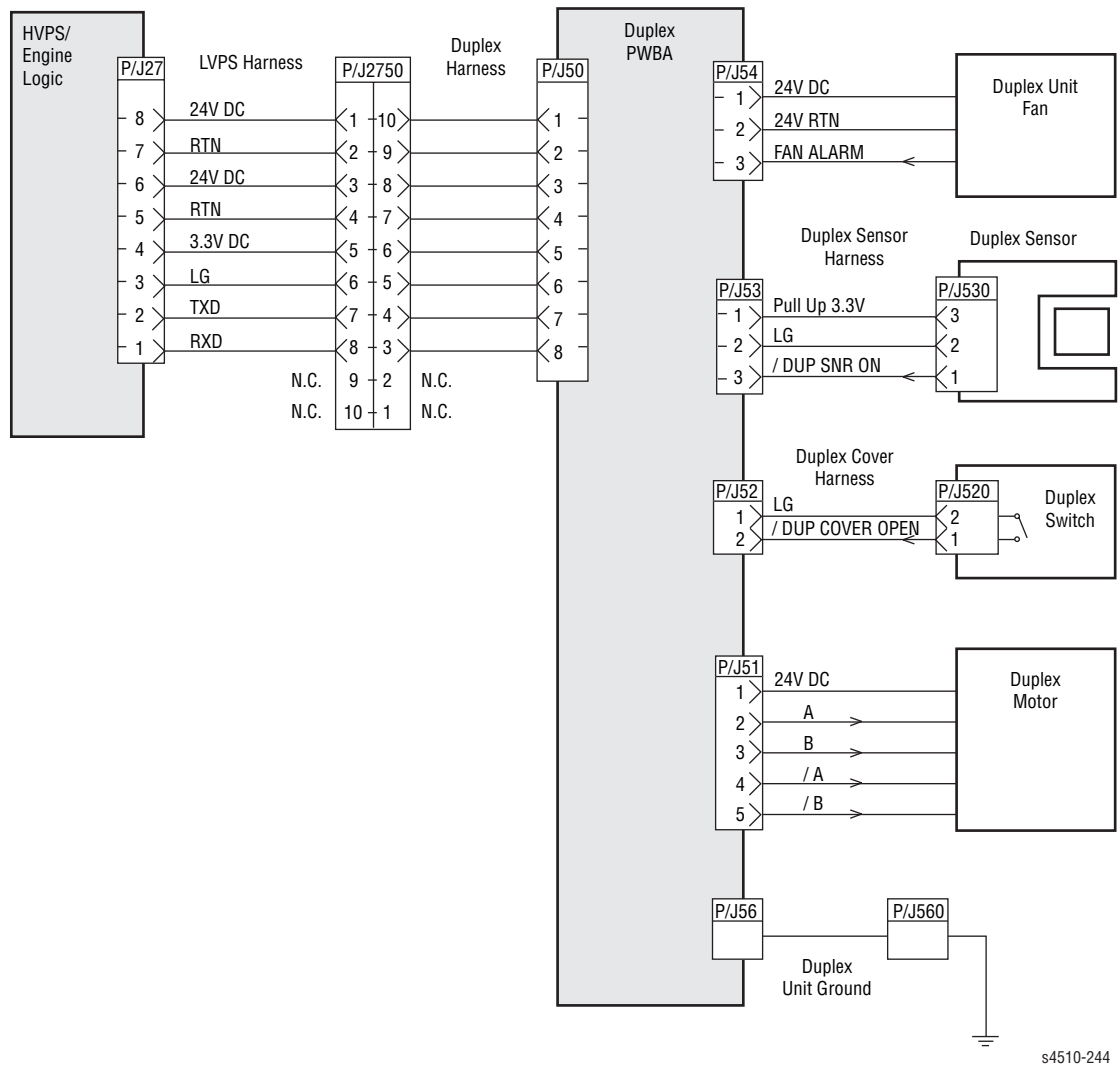 HVPS/
Engine
Logic
P/J27
LVPS Harness
P/J2750
Duplex
Harness
P/J50
Duplex
PWBA
8 24V DC 1 10 1
7 RTN 2 9 2
6 24V DC 3 8 3
5 RTN 4 7 4
4 3.3V DC 5 6 5
3 LG 6 5 6
2 TXD 7 4 7
1 RXD 8 3 8
N.C. 9 2 N.C.
N.C. 10 1 N.C.
P/J54
1 24V DC
2 24V RTN
3 FAN ALARM
Duplex Unit
Fan
Duplex Sensor
Harness
Duplex Sensor
P/J53
P/J530
1 Pull Up 3.3V 3
2 LG 2
3 / DUP SNR ON 1
Duplex Cover
Harness
P/J52
P/J520
1 LG 2
2 / DUP COVER OPEN 1
Duplex
Switch
P/J51
1 24V DC
2 A
3 B
4 / A
5 / B
Duplex
Motor
P/J56
P/J560
Duplex
Unit Ground
s4510-244